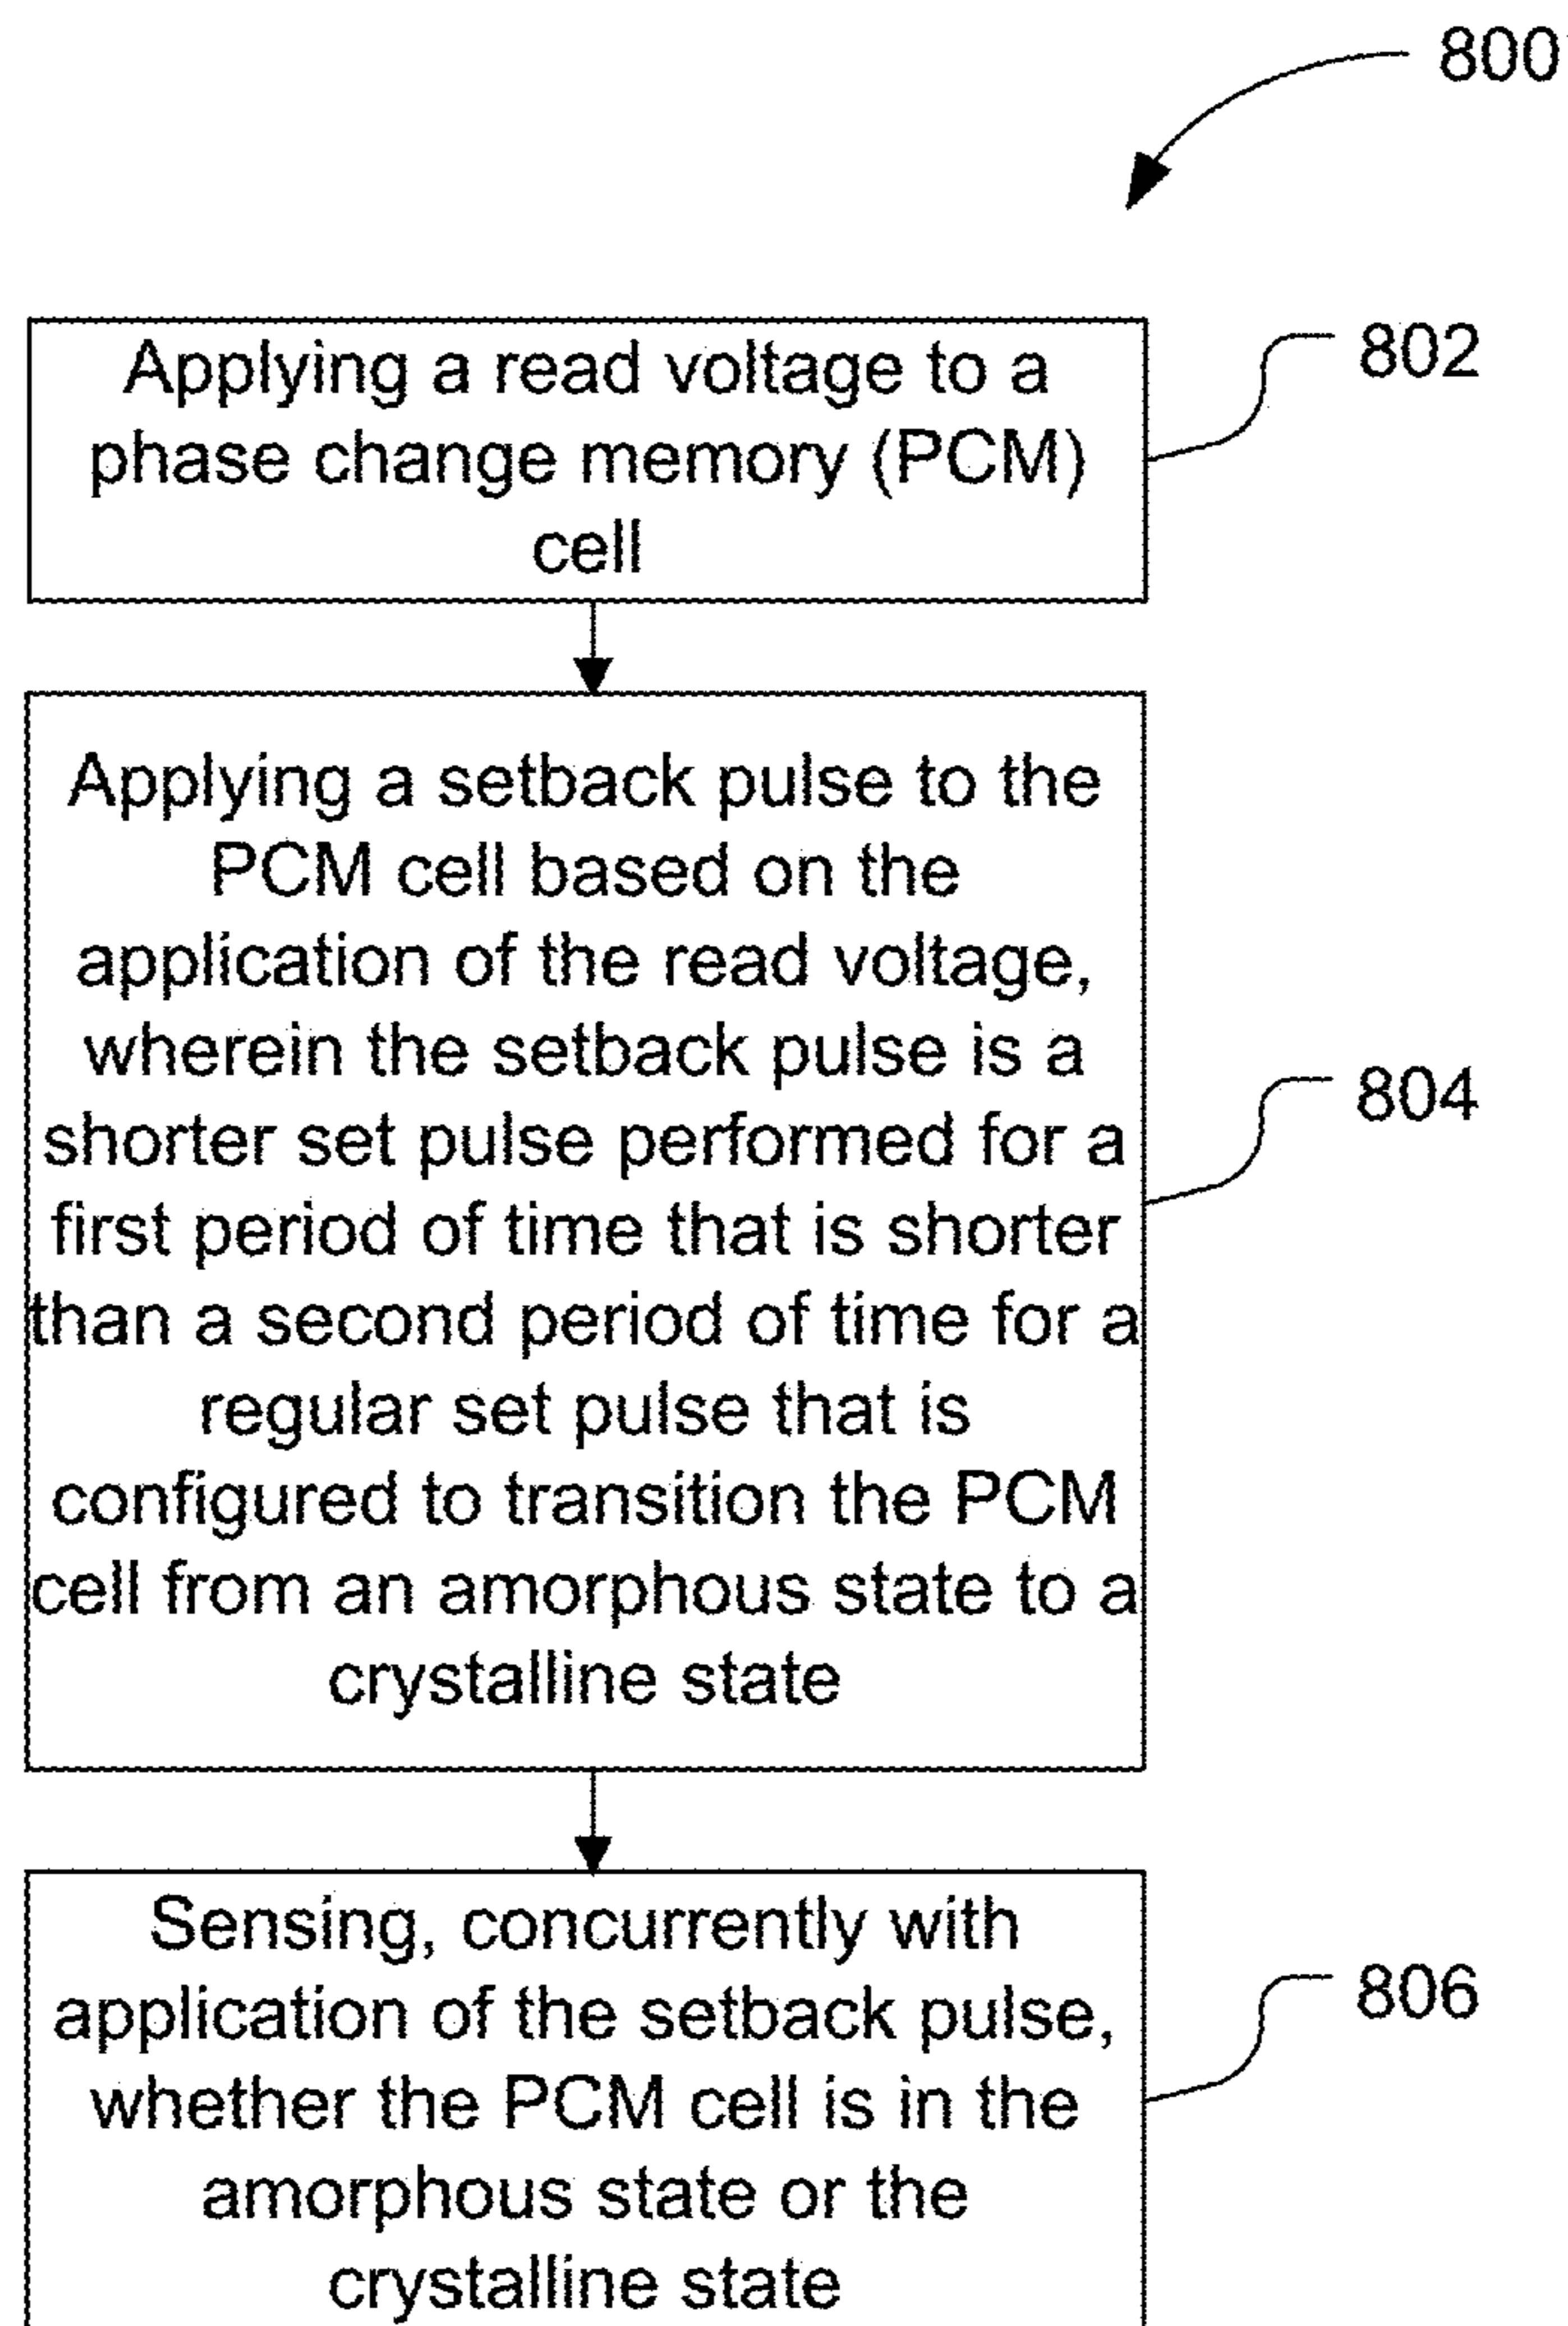 800
Applying a read voltage to a
phase change memory (PCM)
cell
802
Applying a setback pulse to the
PCM cell based on the
application of the read voltage,
wherein the setback pulse is a
shorter set pulse performed for a
first period of time that is shorter
than a second period of time for a
regular set pulse that is
configured to transition the PCM
cell from an amorphous state to a
crystalline state
804
Sensing, concurrently with
application of the setback pulse,
whether the PCM cell is in the
amorphous state or the
crystalline state
806